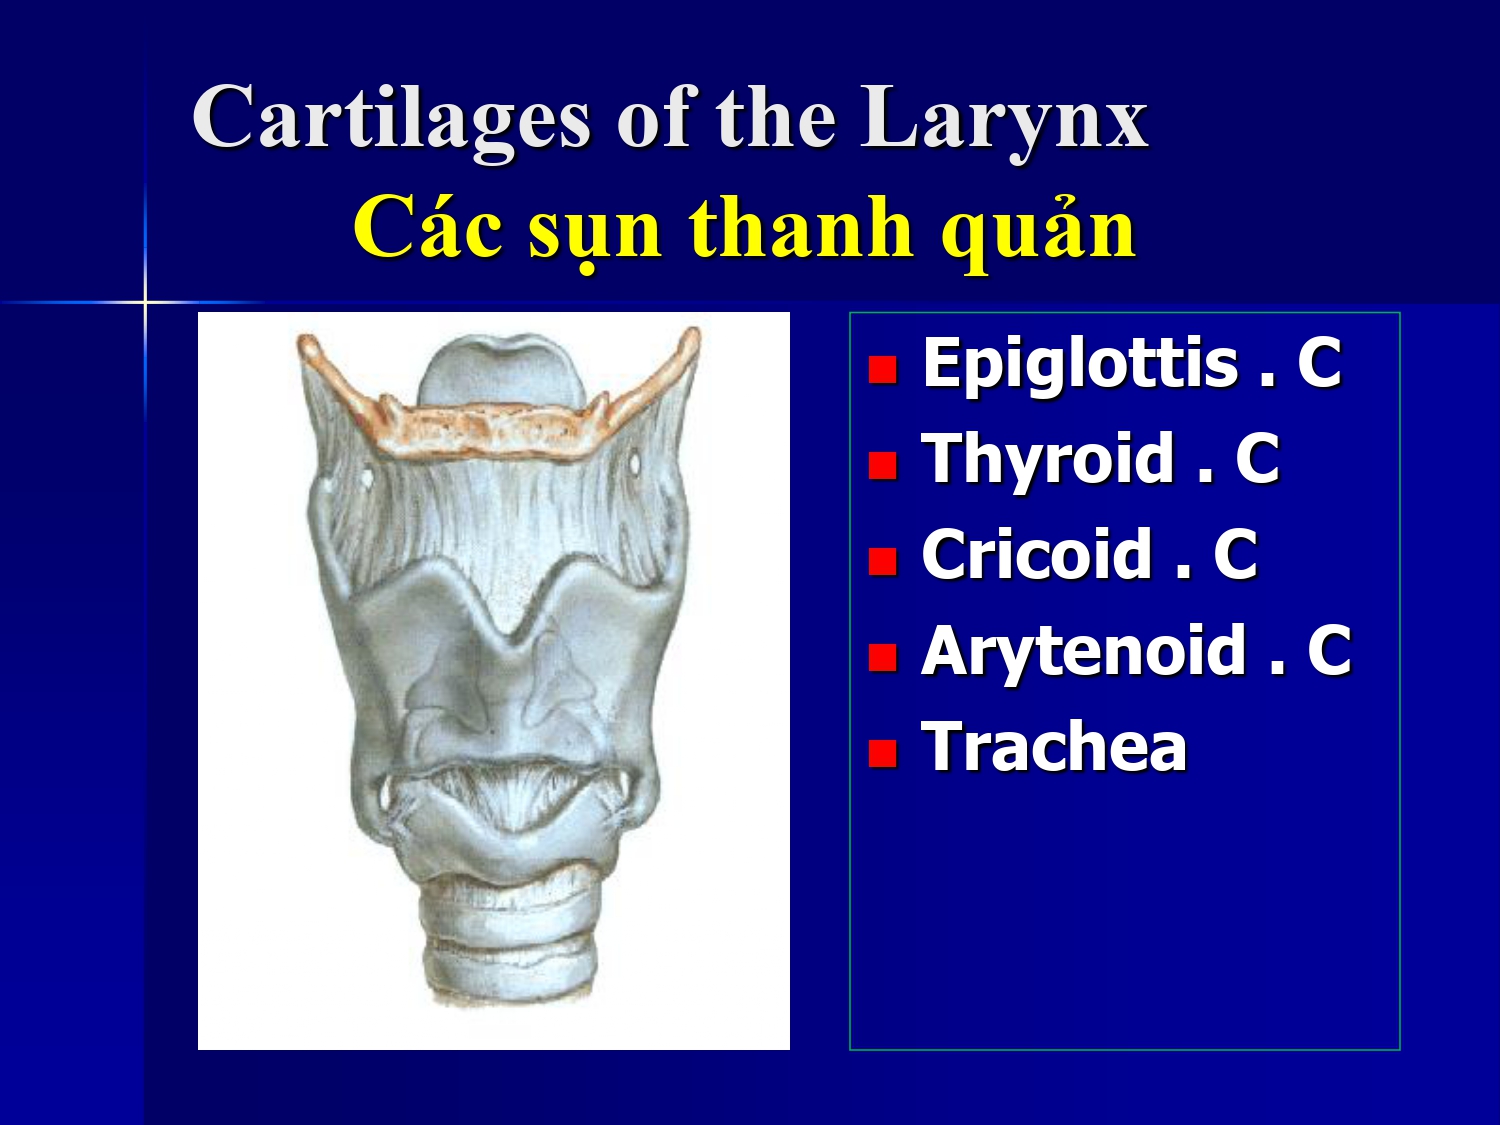 Cartilages of the Larynx
Các sụn thanh quản
Epiglottis . C
Thyroid . C
Cricoid . C
Arytenoid . C
Trachea